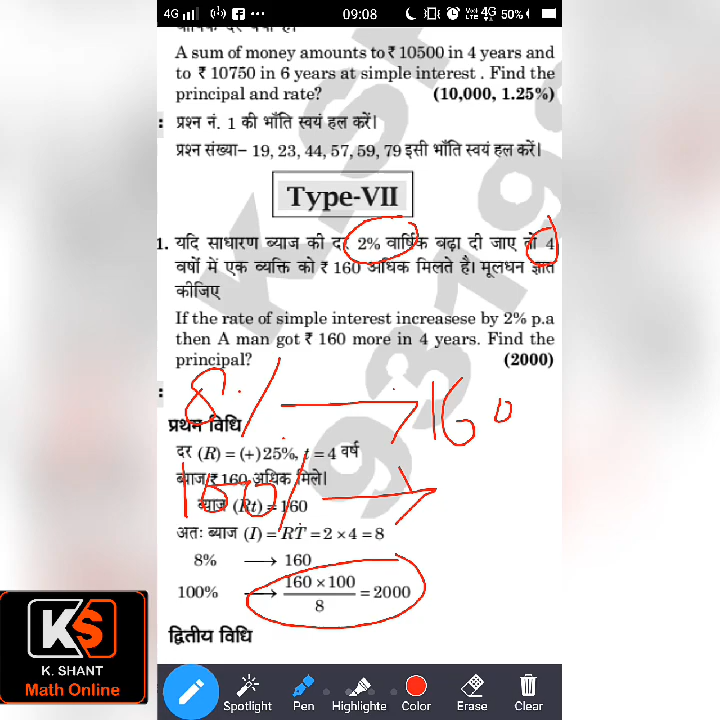 4G 09:08 4G 50%
A sum of money amounts to ₹ 10500 in 4 years and
to ₹ 10750 in 6 years at simple interest . Find the
principal and rate? (10,000, 1.25%)
: प्रश्न नं. 1 की भाँति स्वयं हल करें।
प्रश्न संख्या– 19, 23, 44, 57, 59, 79 इसी भाँति स्वयं हल करें।
Type-VII
1. यदि साधारण ब्याज की दर 2% वार्षिक बढ़ा दी जाए तो 4
वर्षो में एक व्यक्ति को ₹ 160 अधिक मिलते है। मूलधन ज्ञात
कीजिए
If the rate of simple interest increasese by 2% p.a
then A man got ₹ 160 more in 4 years. Find the
principal? (2000)
:
8% → 160
प्रथम विधि
दर (R) = (+)25%, t = 4 वर्ष
ब्याज ₹ 160 अधिक मिले।
100% →
ब्याज (Rt) = 160
अतः ब्याज (I) = RT = 2 × 4 = 8
8% → 160
100% → 160 × 100 / 8 = 2000
द्वितीय विधि
KS
K. SHANT
Math Online
Spotlight Pen Highlighte Color Erase Clear